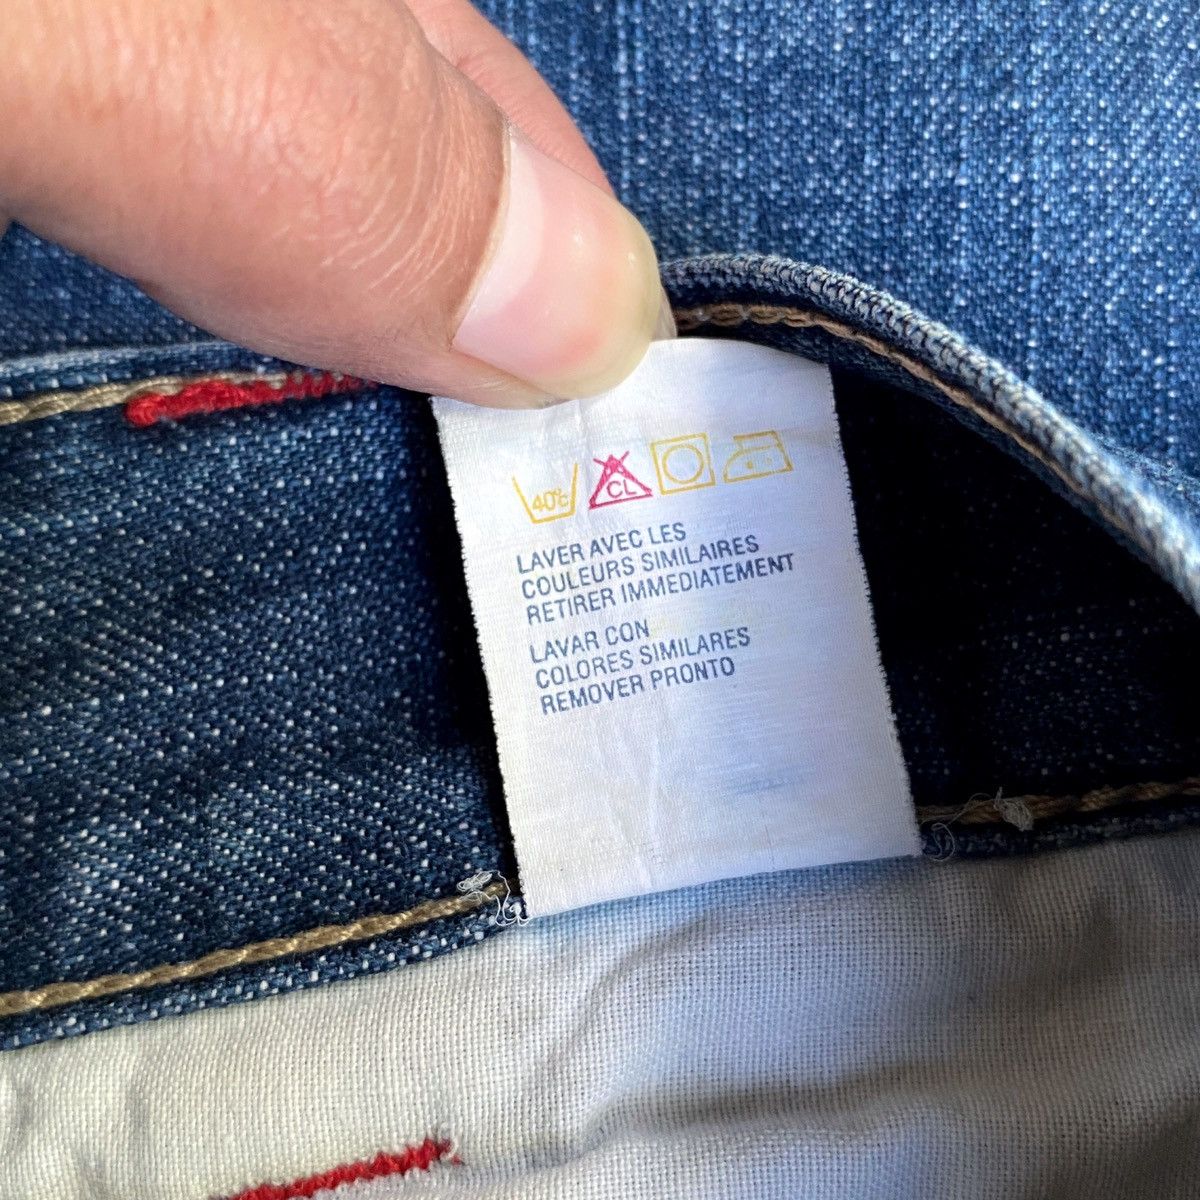 40°c CL
LAVER AVEC LES
COULEURS SIMILAIRES
RETIRER IMMEDIATEMENT
LAVAR CON
COLORES SIMILARES
REMOVER PRONTO